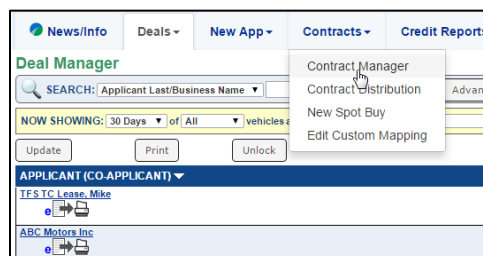 News/Info Deals New App Contracts Credit Reports
Deal Manager
Contract Manager
SEARCH: Applicant Last/Business Name
Contract Distribution
NOW SHOWING: 30 Days of All vehicles
New Spot Buy
Edit Custom Mapping
Update Print Unlock
APPLICANT (CO-APPLICANT)
TFS TC Lease, Mike
e
ABC Motors Inc
e